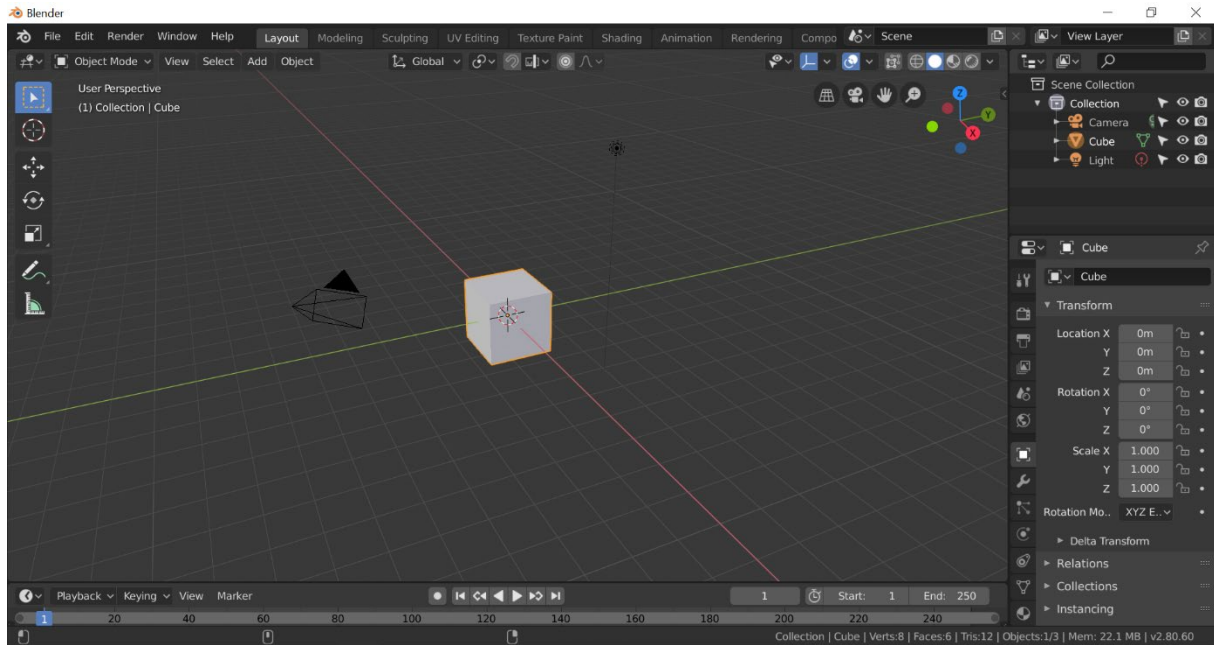 Blender
File Edit Render Window Help Layout Modeling Sculpting UV Editing Texture Paint Shading Animation Rendering Compo Scene View Layer
Object Mode View Select Add Object Global
User Perspective
(1) Collection | Cube
Z
Y
X
Scene Collection
Collection
Camera
Cube
Light
Cube
Cube
Transform
Location X 0m
Y 0m
Z 0m
Rotation X 0°
Y 0°
Z 0°
Scale X 1.000
Y 1.000
Z 1.000
Rotation Mo.. XYZ E..
Delta Transform
Relations
Collections
Instancing
Playback Keying View Marker 1 Start: 1 End: 250
1 20 40 60 80 100 120 140 160 180 200 220 240
Collection | Cube | Verts:8 | Faces:6 | Tris:12 | Objects:1/3 | Mem: 22.1 MB | v2.80.60